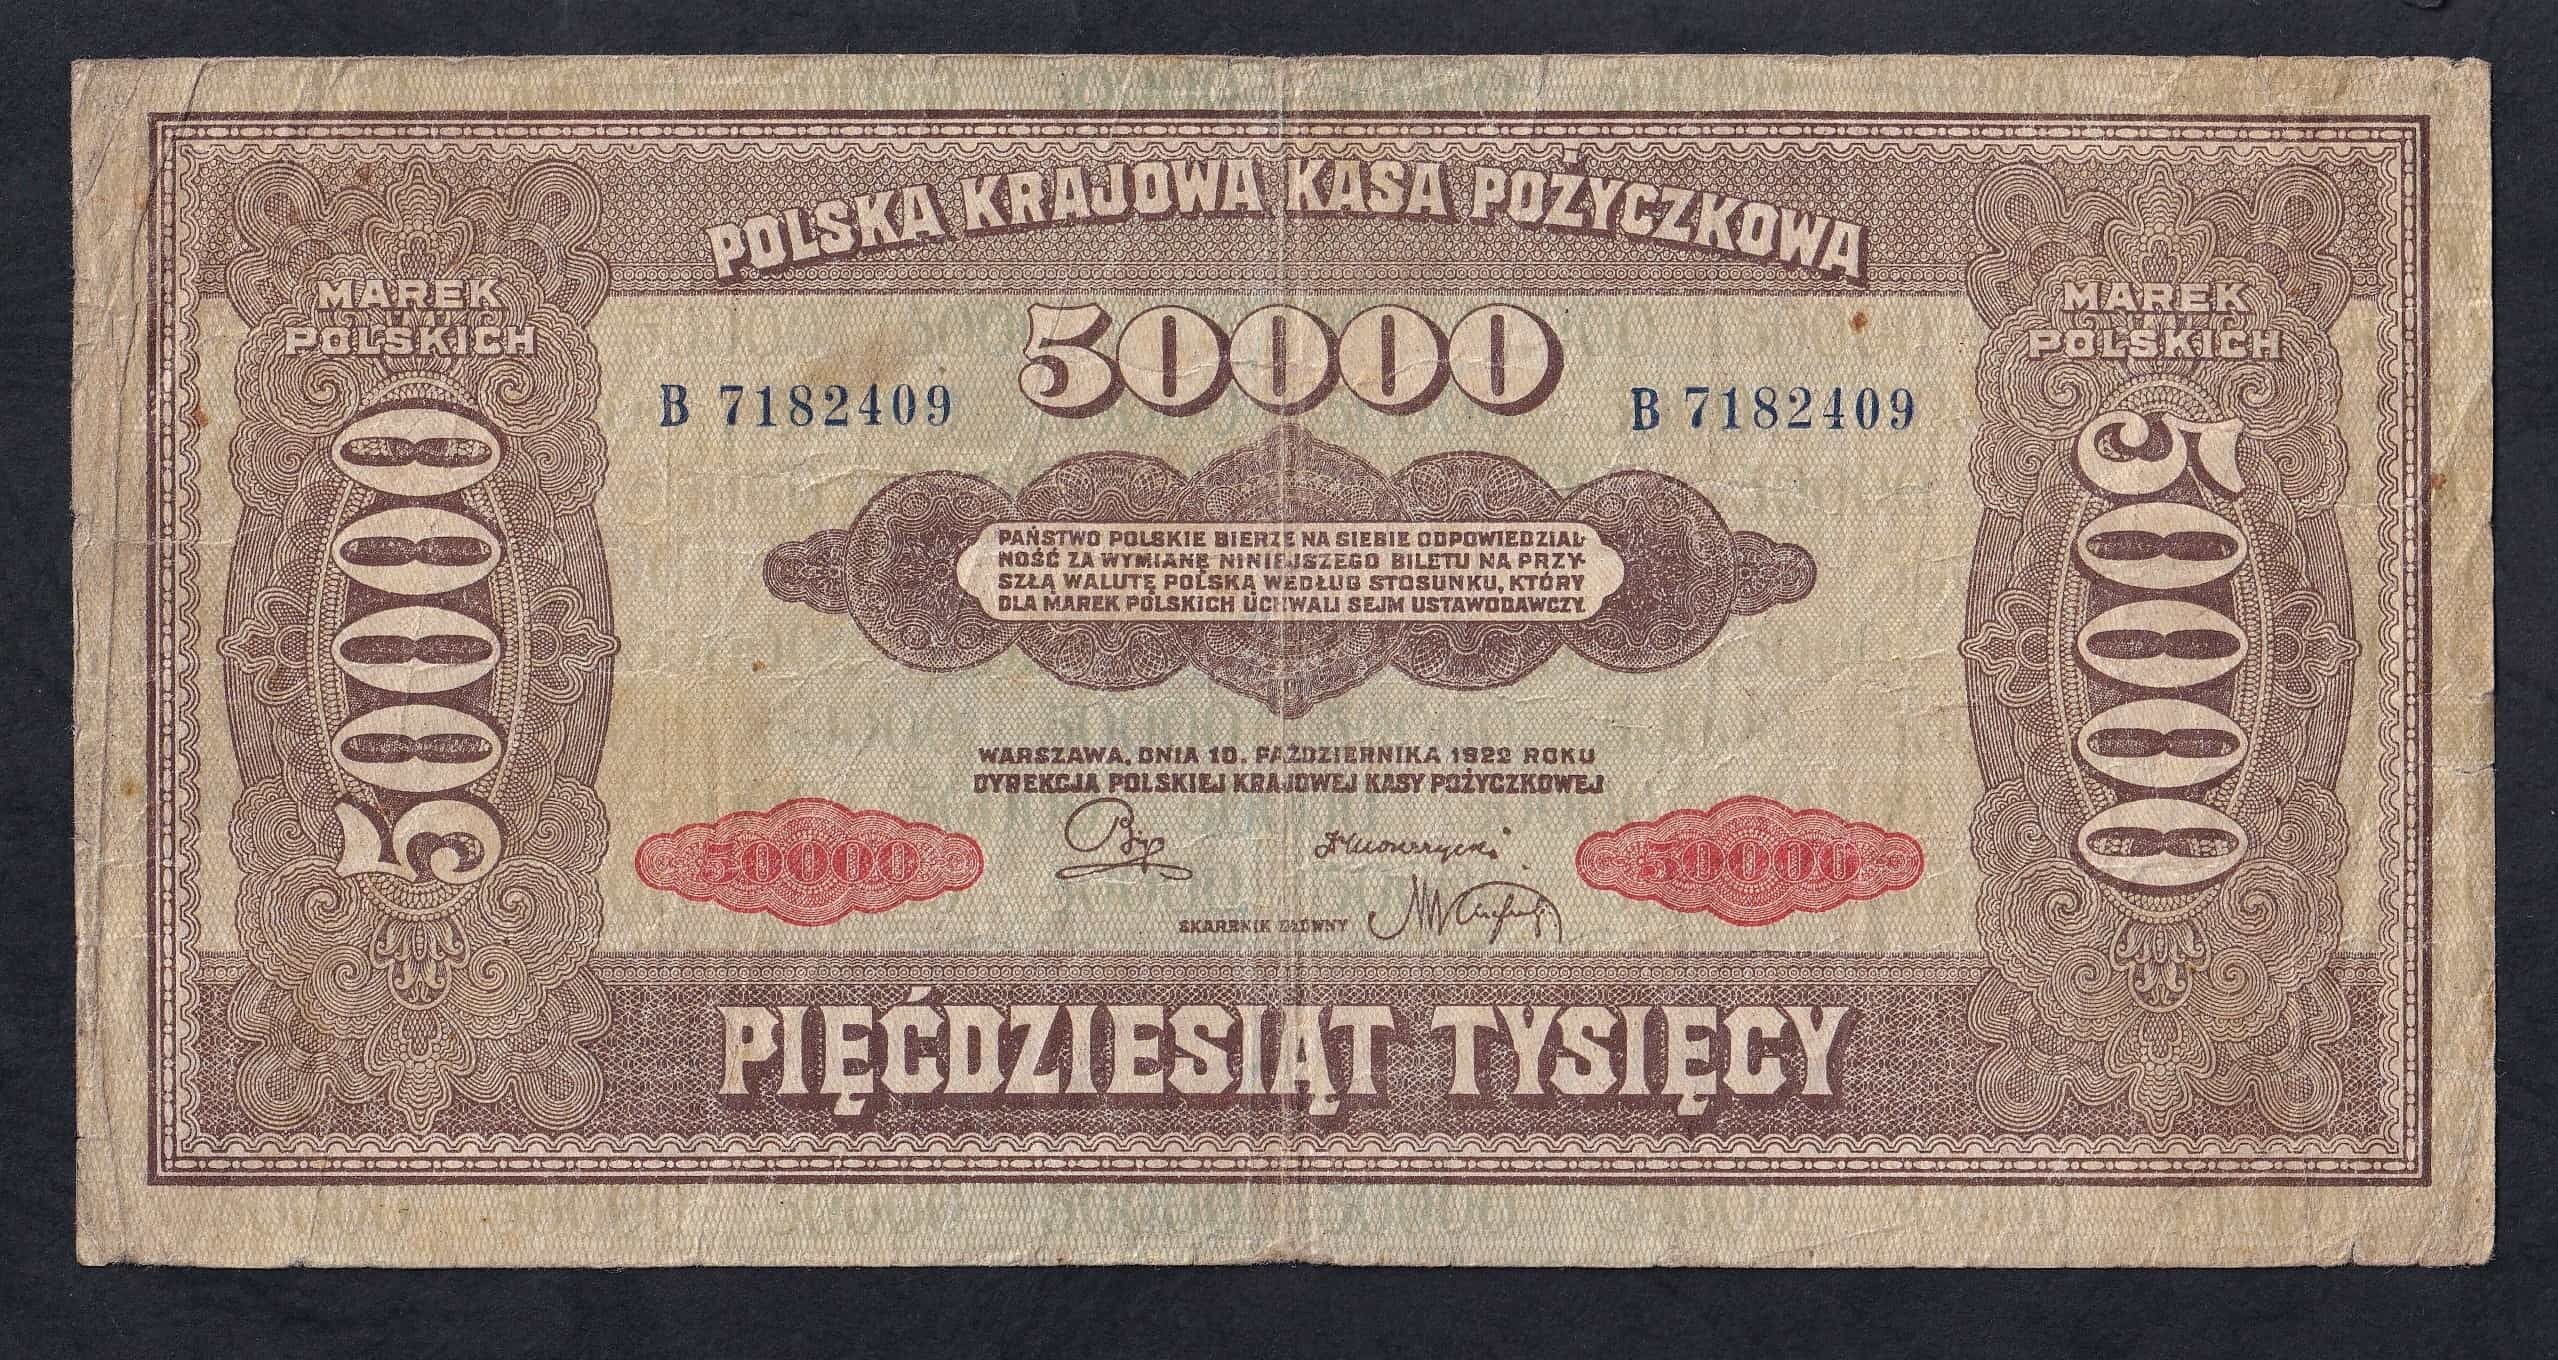 POLSKA KRAJOWA KASA POŻYCZKOWA
MAREK
POLSKICH
MAREK
POLSKICH
50000
B 7182409
B 7182409
50000
50000
PAŃSTWO POLSKIE BIERZE NA SIEBIE ODPOWIEDZIAL-
NOŚĆ ZA WYMIANĘ NINIEJSZEGO BILETU NA PRZY-
SZŁĄ WALUTĘ POLSKĄ WEDŁUG STOSUNKU, KTÓRY
DLA MAREK POLSKICH UCHWALI SEJM USTAWODAWCZY.
WARSZAWA, DNIA 10. PAŹDZIERNIKA 1922 ROKU
DYREKCJA POLSKIEJ KRAJOWEJ KASY POŻYCZKOWEJ
50000
50000
SKARBNIK GŁÓWNY
PIĘĆDZIESIĄT TYSIĘCY